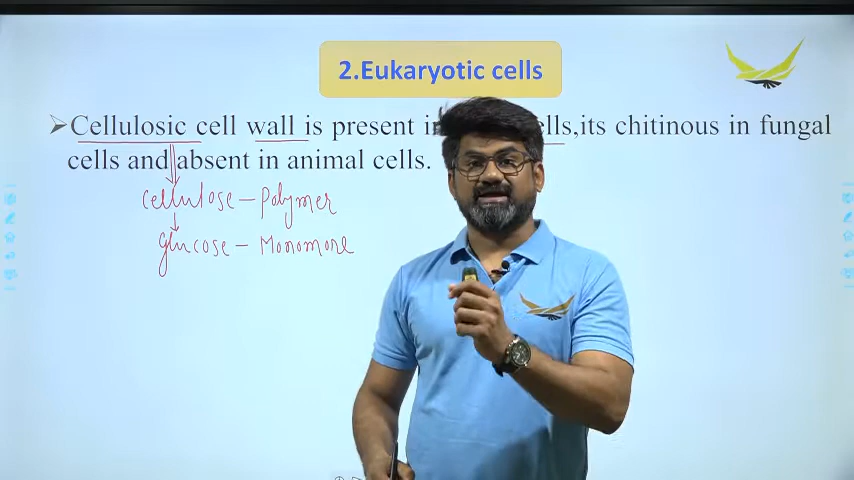 2.Eukaryotic cells
➢Cellulosic cell wall is present in cells,its chitinous in fungal
cells and absent in animal cells.
cellulose – Polymer
glucose – Monomore